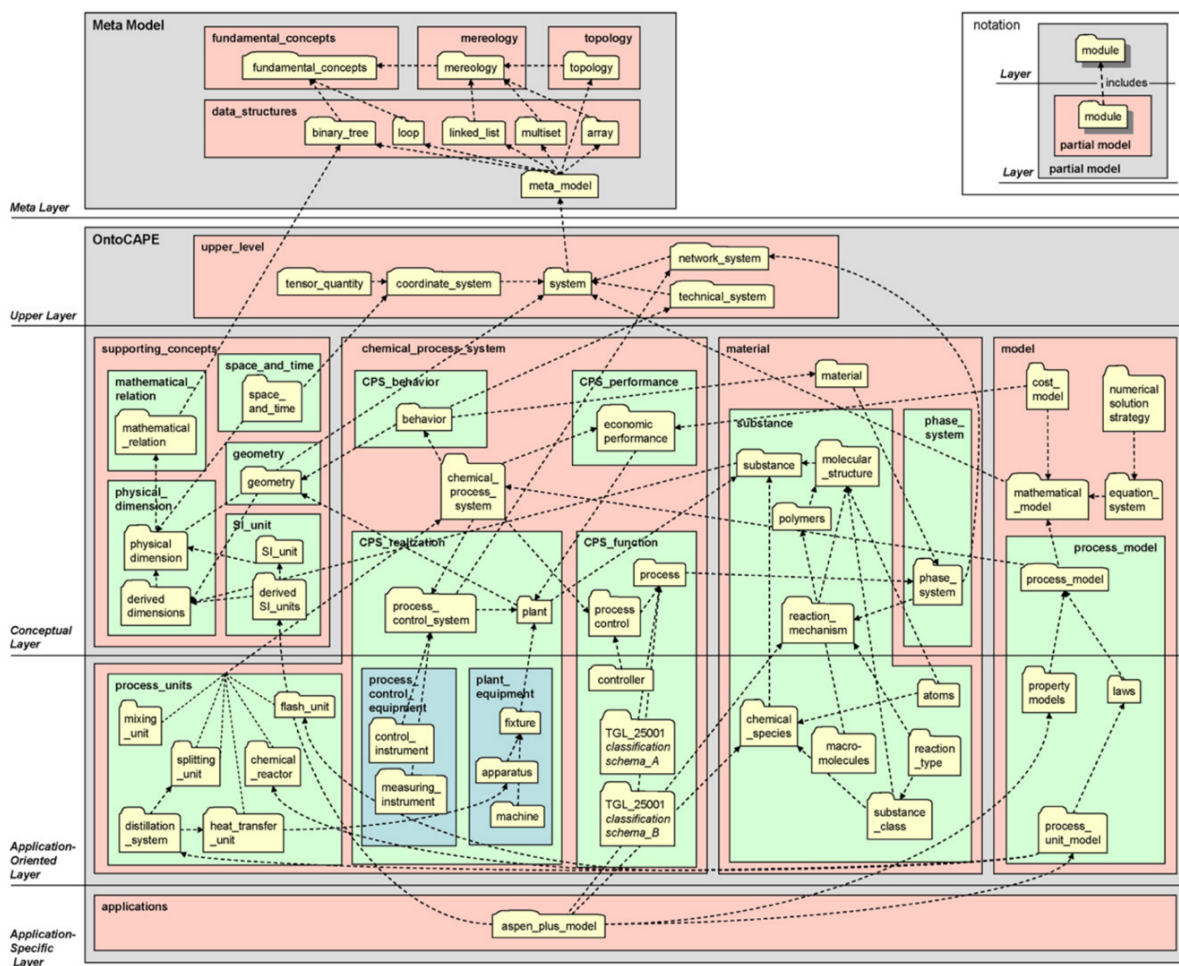 Meta Model
fundamental_concepts
mereology
topology
fundamental_concepts
mereology
topology
data_structures
binary_tree
loop
linked_list
multiset
array
meta_model
Meta Layer
notation
module
Layer
includes
module
partial model
Layer
partial model
OntoCAPE
upper_level
network_system
tensor_quantity
coordinate_system
system
technical_system
Upper Layer
supporting_concepts
mathematical_
relation
mathematical
_relation
space_and_time
space_
and_time
geometry
geometry
physical_
dimension
physical
dimension
derived
dimensions
SI_unit
SI_unit
derived
SI_units
chemical_process_system
CPS_behavior
behavior
CPS_performance
economic
performance
chemical_
process_
system
CPS_realization
process_
control_system
plant
CPS_function
process
process
control
material
material
substance
substance
molecular
_structure
polymers
reaction_
mechanism
phase_
system
phase_
system
model
cost_
model
numerical
solution
strategy
mathematical
_model
equation_
system
process_model
process_model
Conceptual
Layer
process_units
mixing
_unit
flash_unit
splitting
_unit
chemical
_reactor
distillation
_system
heat_transfer
_unit
process_
control_
equipment
control_
instrument
measuring_
instrument
plant_
equipment
fixture
apparatus
machine
controller
TGL_25001
classification
schema_A
TGL_25001
classification
schema_B
atoms
chemical
_species
macro-
molecules
reaction
_type
substance
_class
property
models
laws
process_
unit_model
Application-
Oriented
Layer
applications
aspen_plus_model
Application-
Specific
Layer